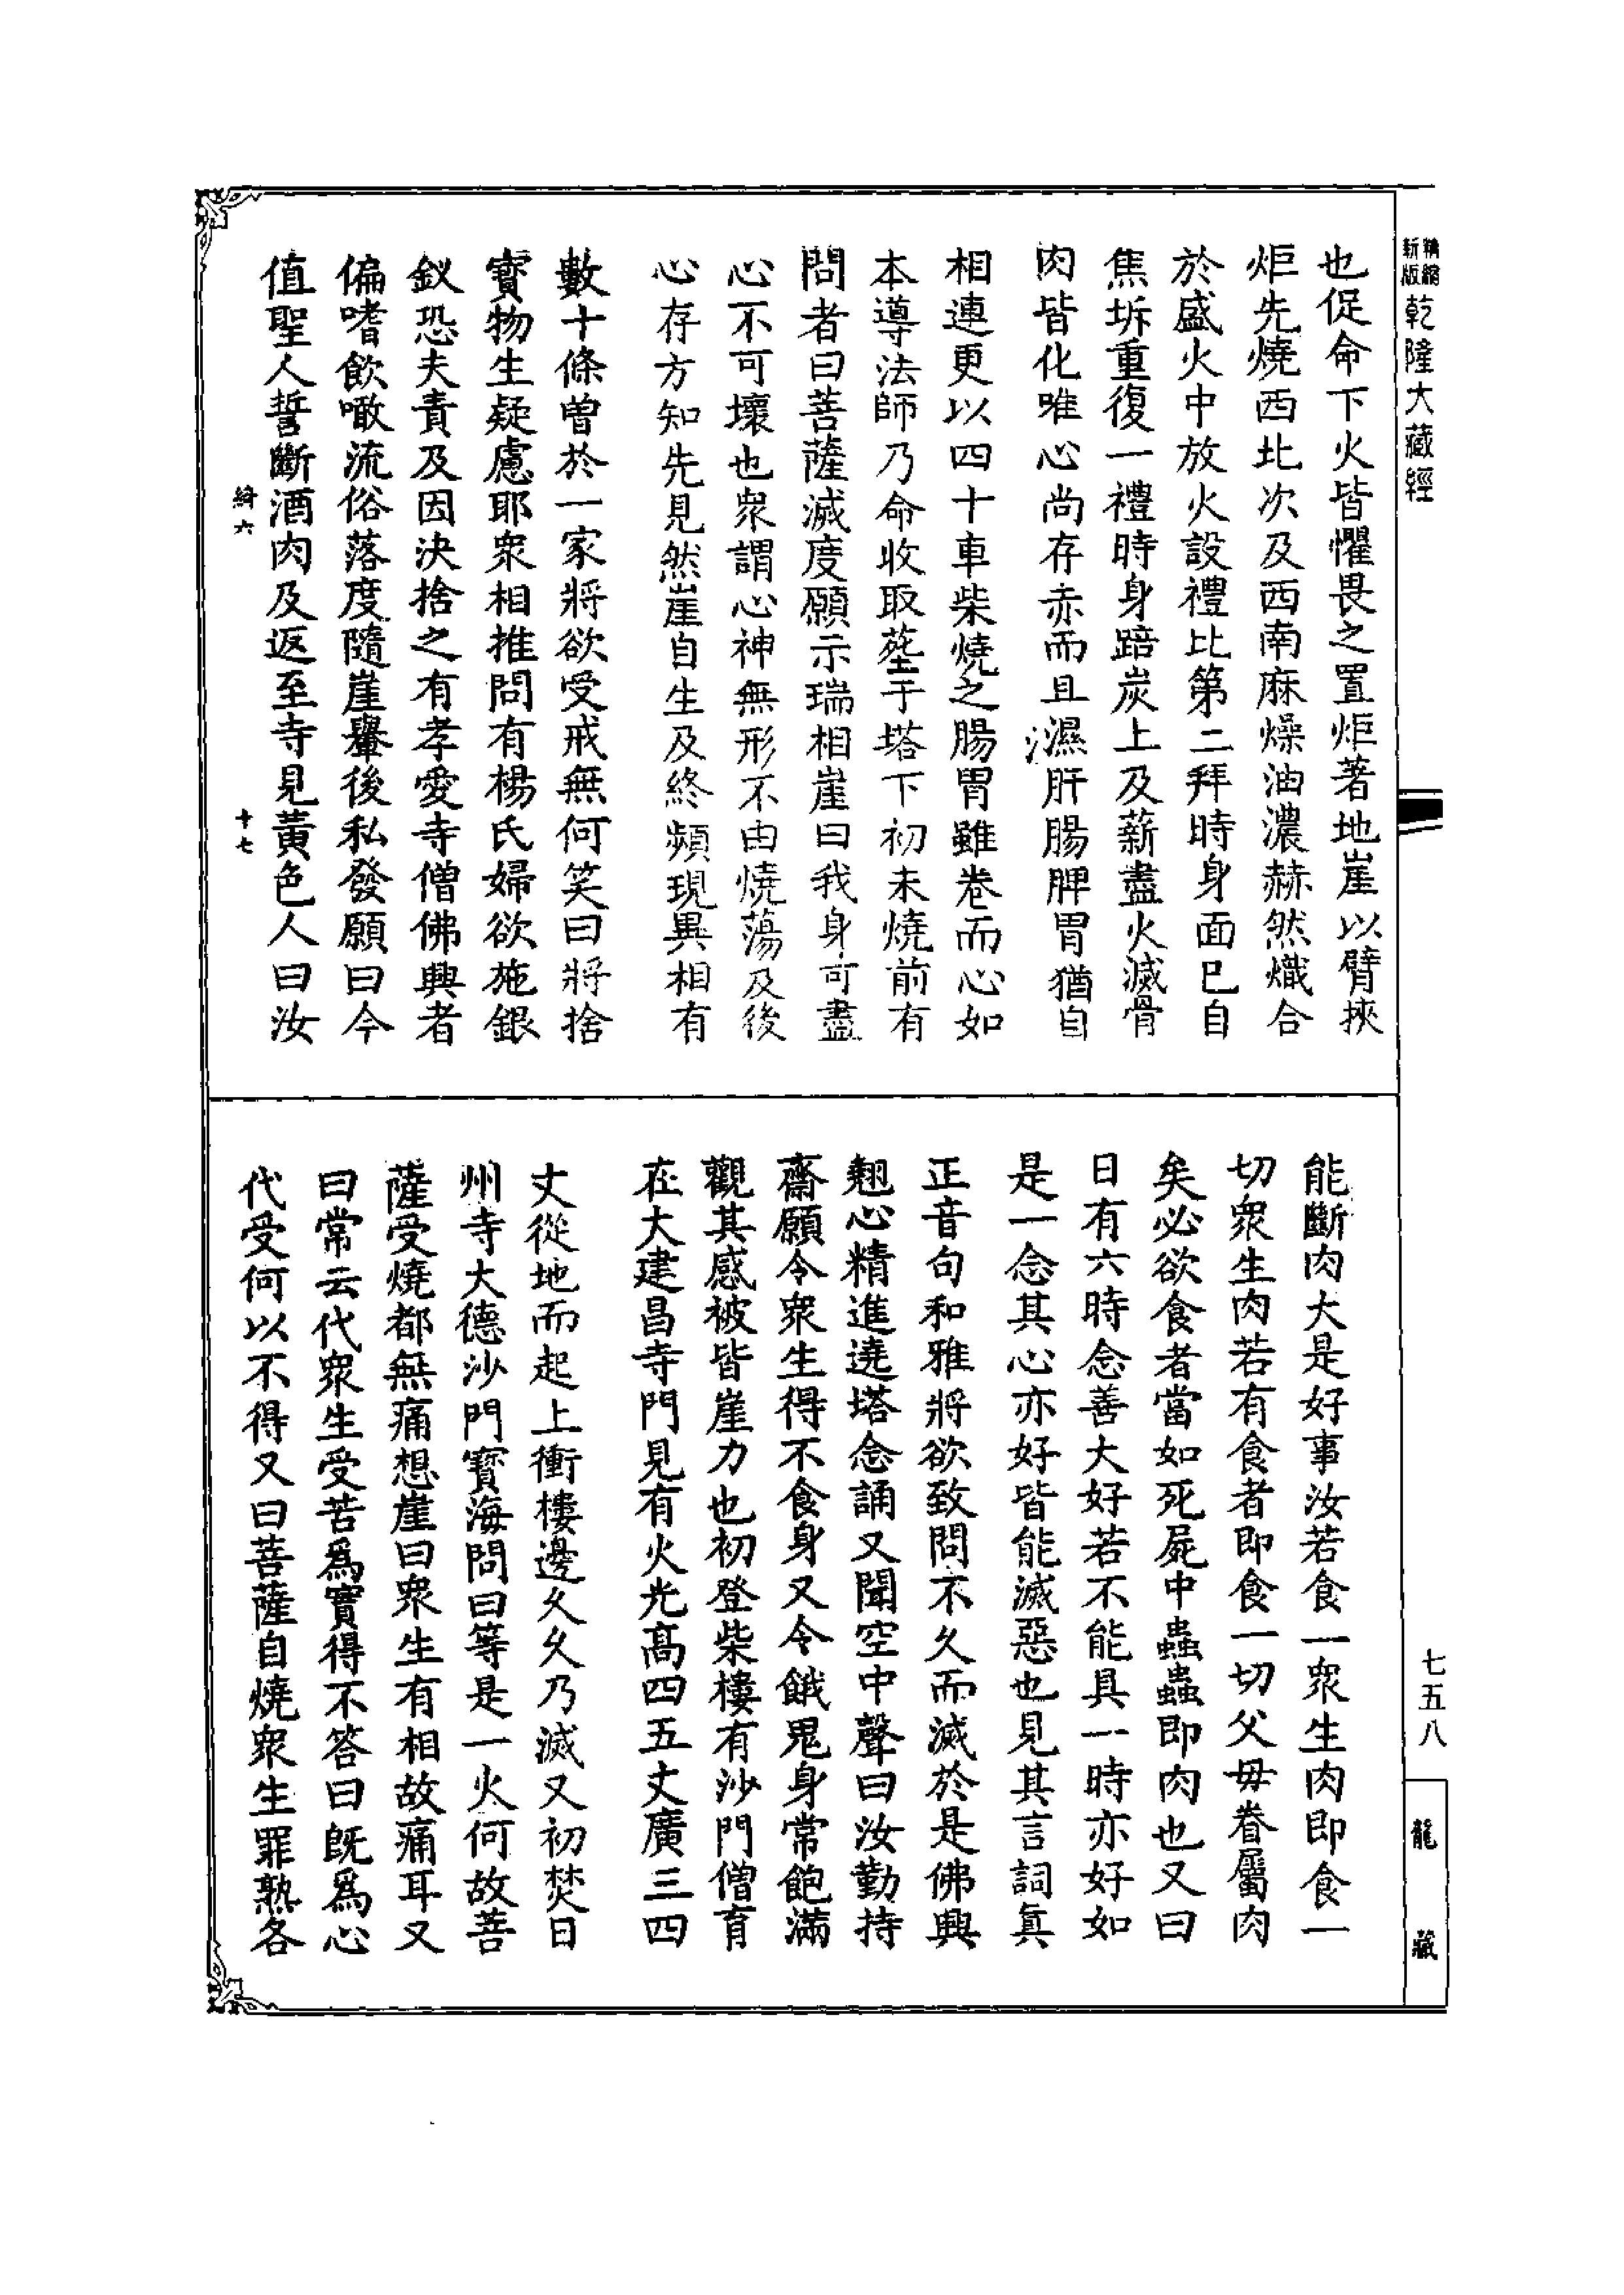 精縮
新版
乾隆大藏經
也促命下火皆懼畏之置炬著地崖以臂挾
炬先燒西北次及西南麻燥油濃赫然熾合
於盛火中放火設禮比第二拜時身面已自
焦坼重復一禮時身踣炭上及薪盡火滅骨
肉皆化唯心尚存赤而且濕肝腸脾胃猶自
相連更以四十車柴燒之腸胃雖卷而心如
本導法師乃命收取塟于塔下初未燒前有
問者曰菩薩滅度願示瑞相崖曰我身可盡
心不可壞也衆謂心神無形不由燒蕩及後
心存方知先見然崖自生及終頻現異相有
數十條曾於一家將欲受戒無何笑曰將捨
寳物生疑慮耶衆相推問有楊氏婦欲施銀
釵恐夫責及因決捨之有孝愛寺僧佛興者
偏嗜飲噉流俗落度隨崖轝後私發願曰今
值聖人誓斷酒肉及返至寺見黃色人曰汝
綺六
十七
能斷肉大是好事汝若食一衆生肉即食一
切衆生肉若有食者即食一切父母眷屬肉
矣必欲食者當如死屍中蟲蟲即肉也又曰
日有六時念善大好若不能具一時亦好如
是一念其心亦好皆能滅惡也見其言詞眞
正音句和雅將欲致問不久而滅於是佛興
翹心精進遶塔念誦又聞空中聲曰汝勤持
齋願令衆生得不食身又令餓鬼身常飽滿
觀其感被皆崖力也初登柴樓有沙門僧育
在大建昌寺門見有火光髙四五丈廣三四
丈從地而起上衝樓邊久久乃滅又初焚日
州寺大德沙門寳海問曰等是一火何故菩
薩受燒都無痛想崖曰衆生有相故痛耳又
曰常云代衆生受苦爲實得不答曰旣爲心
代受何以不得又曰菩薩自燒衆生罪熟各
七五八
龍藏